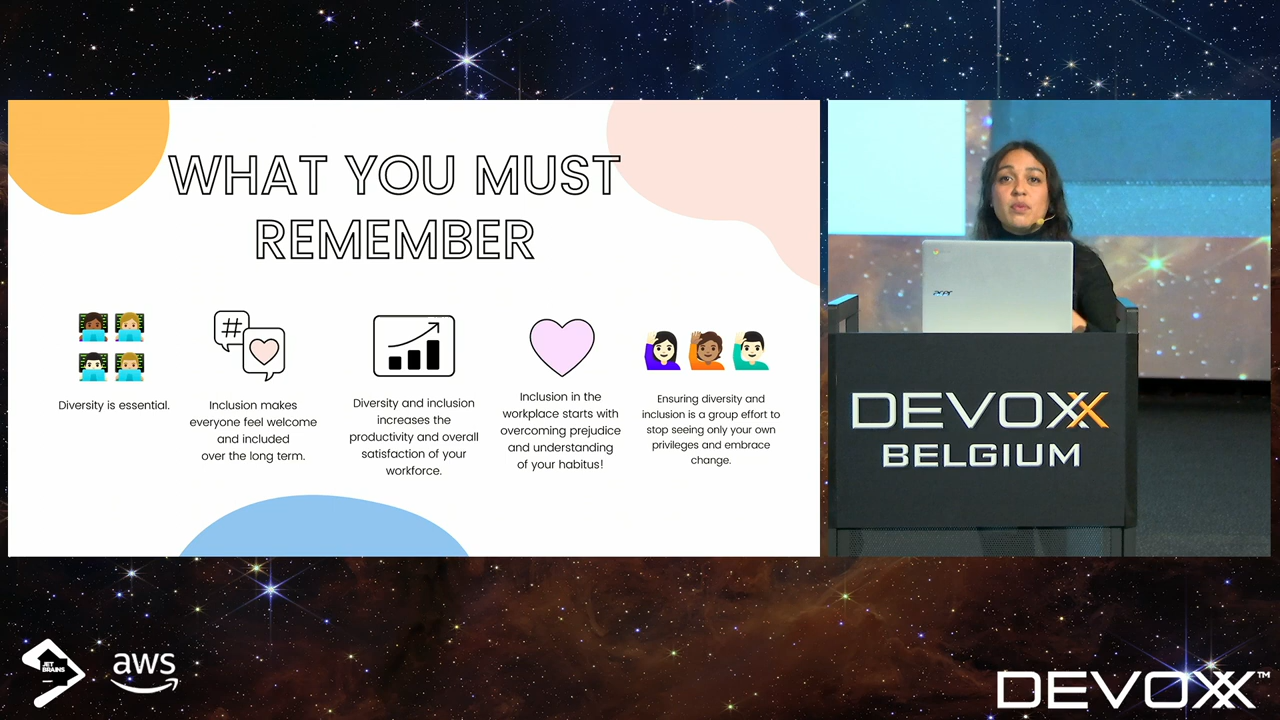 WHAT YOU MUST
REMEMBER
#
Diversity is essential.
Inclusion makes
everyone feel welcome
and included
over the long term.
Diversity and inclusion
increases the
productivity and overall
satisfaction of your
workforce.
Inclusion in the
workplace starts with
overcoming prejudice
and understanding
of your habitus!
Ensuring diversity and
inclusion is a group effort to
stop seeing only your own
privileges and embrace
change.
acer
DEVOXX
BELGIUM
JET
BRAINS
aws
DEVOXX™